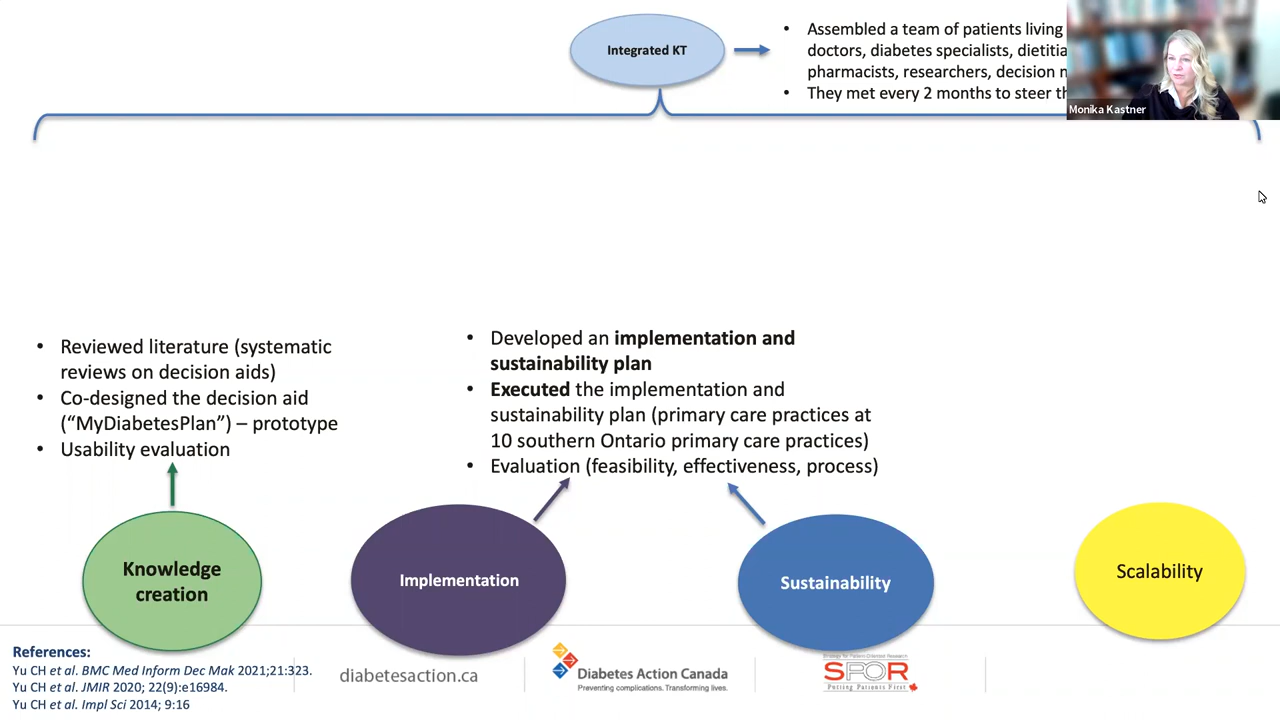 Integrated KT
• Assembled a team of patients living
doctors, diabetes specialists,
pharmacists, researchers, decision
• They met every 2 months to steer
Monika Kastner
• Reviewed literature (systematic
reviews on decision aids)
• Co-designed the decision aid
(“MyDiabetesPlan”) – prototype
• Usability evaluation
• Developed an implementation and
sustainability plan
• Executed the implementation and
sustainability plan (primary care practices at
10 southern Ontario primary care practices)
• Evaluation (feasibility, effectiveness, process)
Knowledge
creation
Implementation
Sustainability
Scalability
References:
Yu CH et al. BMC Med Inform Dec Mak 2021;21:323.
Yu CH et al. JMIR 2020; 22(9):e16984.
Yu CH et al. Impl Sci 2014; 9:16
diabetesaction.ca
Diabetes Action Canada
Preventing complications. Transforming lives.
Strategy for Patient-Oriented Research
SPOR
Putting Patients First